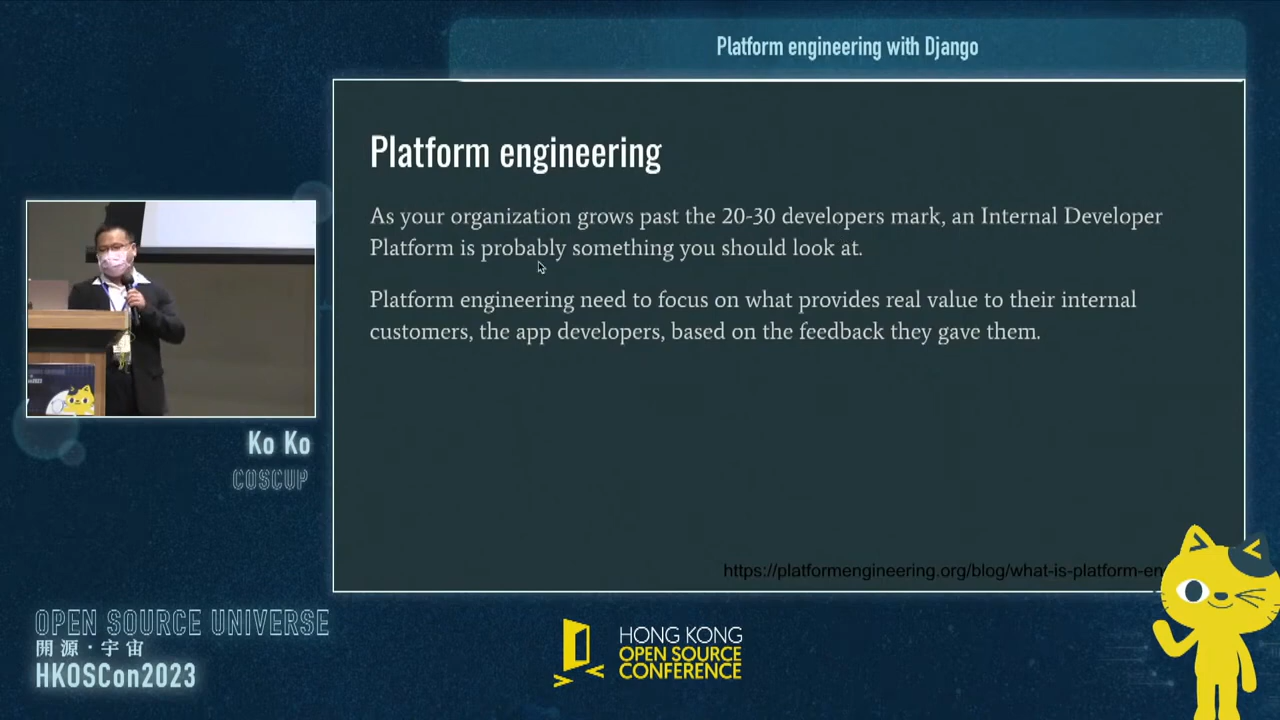 Platform engineering with Django
Platform engineering
As your organization grows past the 20-30 developers mark, an Internal Developer
Platform is probably something you should look at.
Platform engineering need to focus on what provides real value to their internal
customers, the app developers, based on the feedback they gave them.
https://platformengineering.org/blog/what-is-platform-en
Ko Ko
COSCUP
OPEN SOURCE UNIVERSE
開源・宇宙
HKOSCon2023
HONG KONG
OPEN SOURCE
CONFERENCE